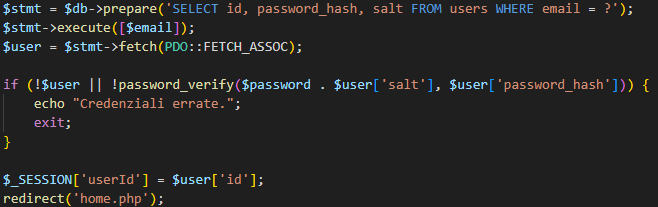 $stmt = $db->prepare('SELECT id, password_hash, salt FROM users WHERE email = ?');
$stmt->execute([$email]);
$user = $stmt->fetch(PDO::FETCH_ASSOC);

if (!$user || !password_verify($password . $user['salt'], $user['password_hash'])) {
    echo "Credenziali errate.";
    exit;
}

$_SESSION['userId'] = $user['id'];
redirect('home.php');